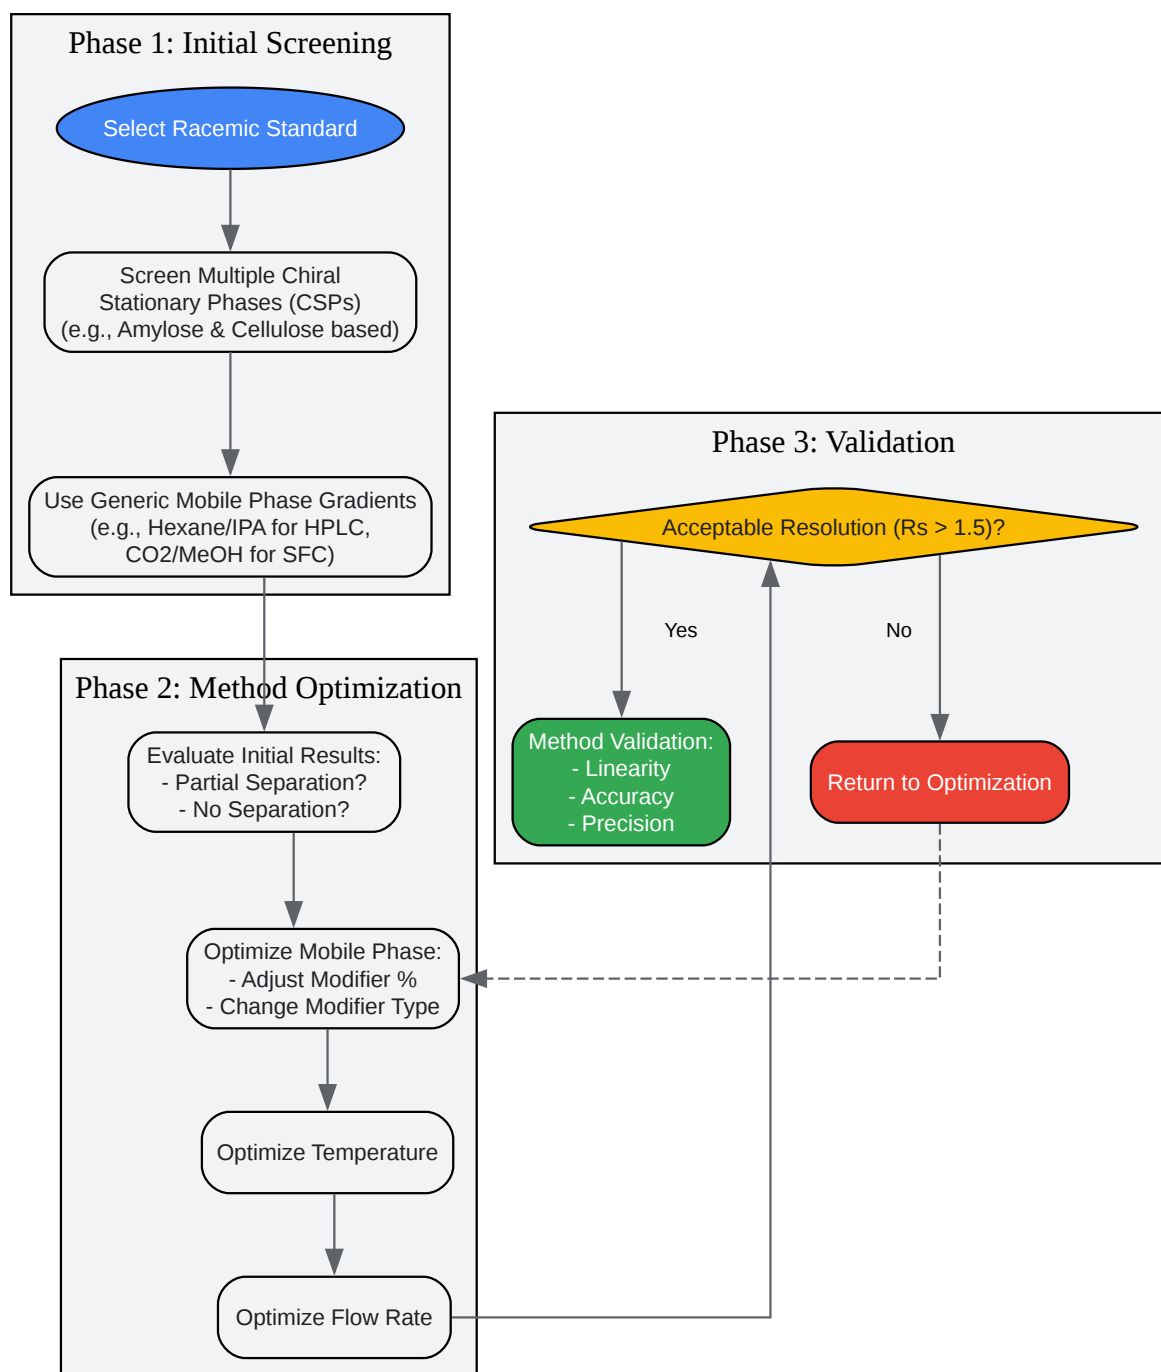 Phase 1: Initial Screening
Select Racemic Standard
Screen Multiple Chiral
Stationary Phases (CSPs)
(e.g., Amylose & Cellulose based)
Use Generic Mobile Phase Gradients
(e.g., Hexane/IPA for HPLC,
CO2/MeOH for SFC)
Phase 2: Method Optimization
Evaluate Initial Results:
- Partial Separation?
- No Separation?
Optimize Mobile Phase:
- Adjust Modifier %
- Change Modifier Type
Optimize Temperature
Optimize Flow Rate
Phase 3: Validation
Acceptable Resolution (Rs > 1.5)?
Yes
No
Method Validation:
- Linearity
- Accuracy
- Precision
Return to Optimization